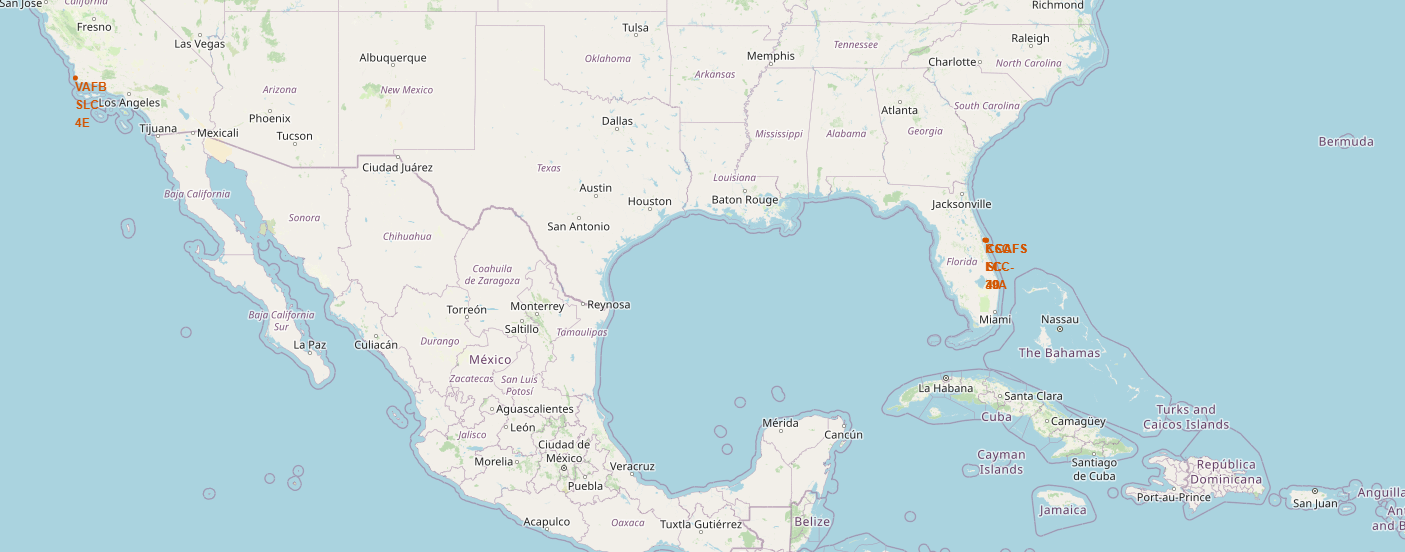 San José
California
Fresno
Las Vegas
Albuquerque
Tulsa
Oklahoma
Memphis
Tennessee
Richmond
Raleigh
Charlotte
North Carolina
VAFB
SLC-
4E
Los Angeles
Arizona
New Mexico
Arkansas
South Carolina
Phoenix
Tijuana
Mexicali
Tucson
Dallas
Mississippi
Alabama
Atlanta
Georgia
Bermuda
Ciudad Juárez
Texas
Louisiana
Baja California
Austin
Houston
Baton Rouge
Jacksonville
Sonora
San Antonio
Chihuahua
Florida
Coahuila
de Zaragoza
Baja California
Sur
Torreón
Monterrey
Reynosa
Saltillo
Tamaulipas
Miami
Nassau
The Bahamas
La Paz
Culiacán
Durango
México
Zacatecas
San Luis
Potosí
La Habana
Santa Clara
Cuba
Camagüey
Turks and
Caicos Islands
Aguascalientes
León
Jalisco
Mérida
Cancún
Ciudad de
México
Morelia
Veracruz
Puebla
Cayman
Islands
Santiago
de Cuba
República
Dominicana
Port-au-Prince
San Juan
Jamaica
Acapulco
Oaxaca
Tuxtla Gutiérrez
Belize